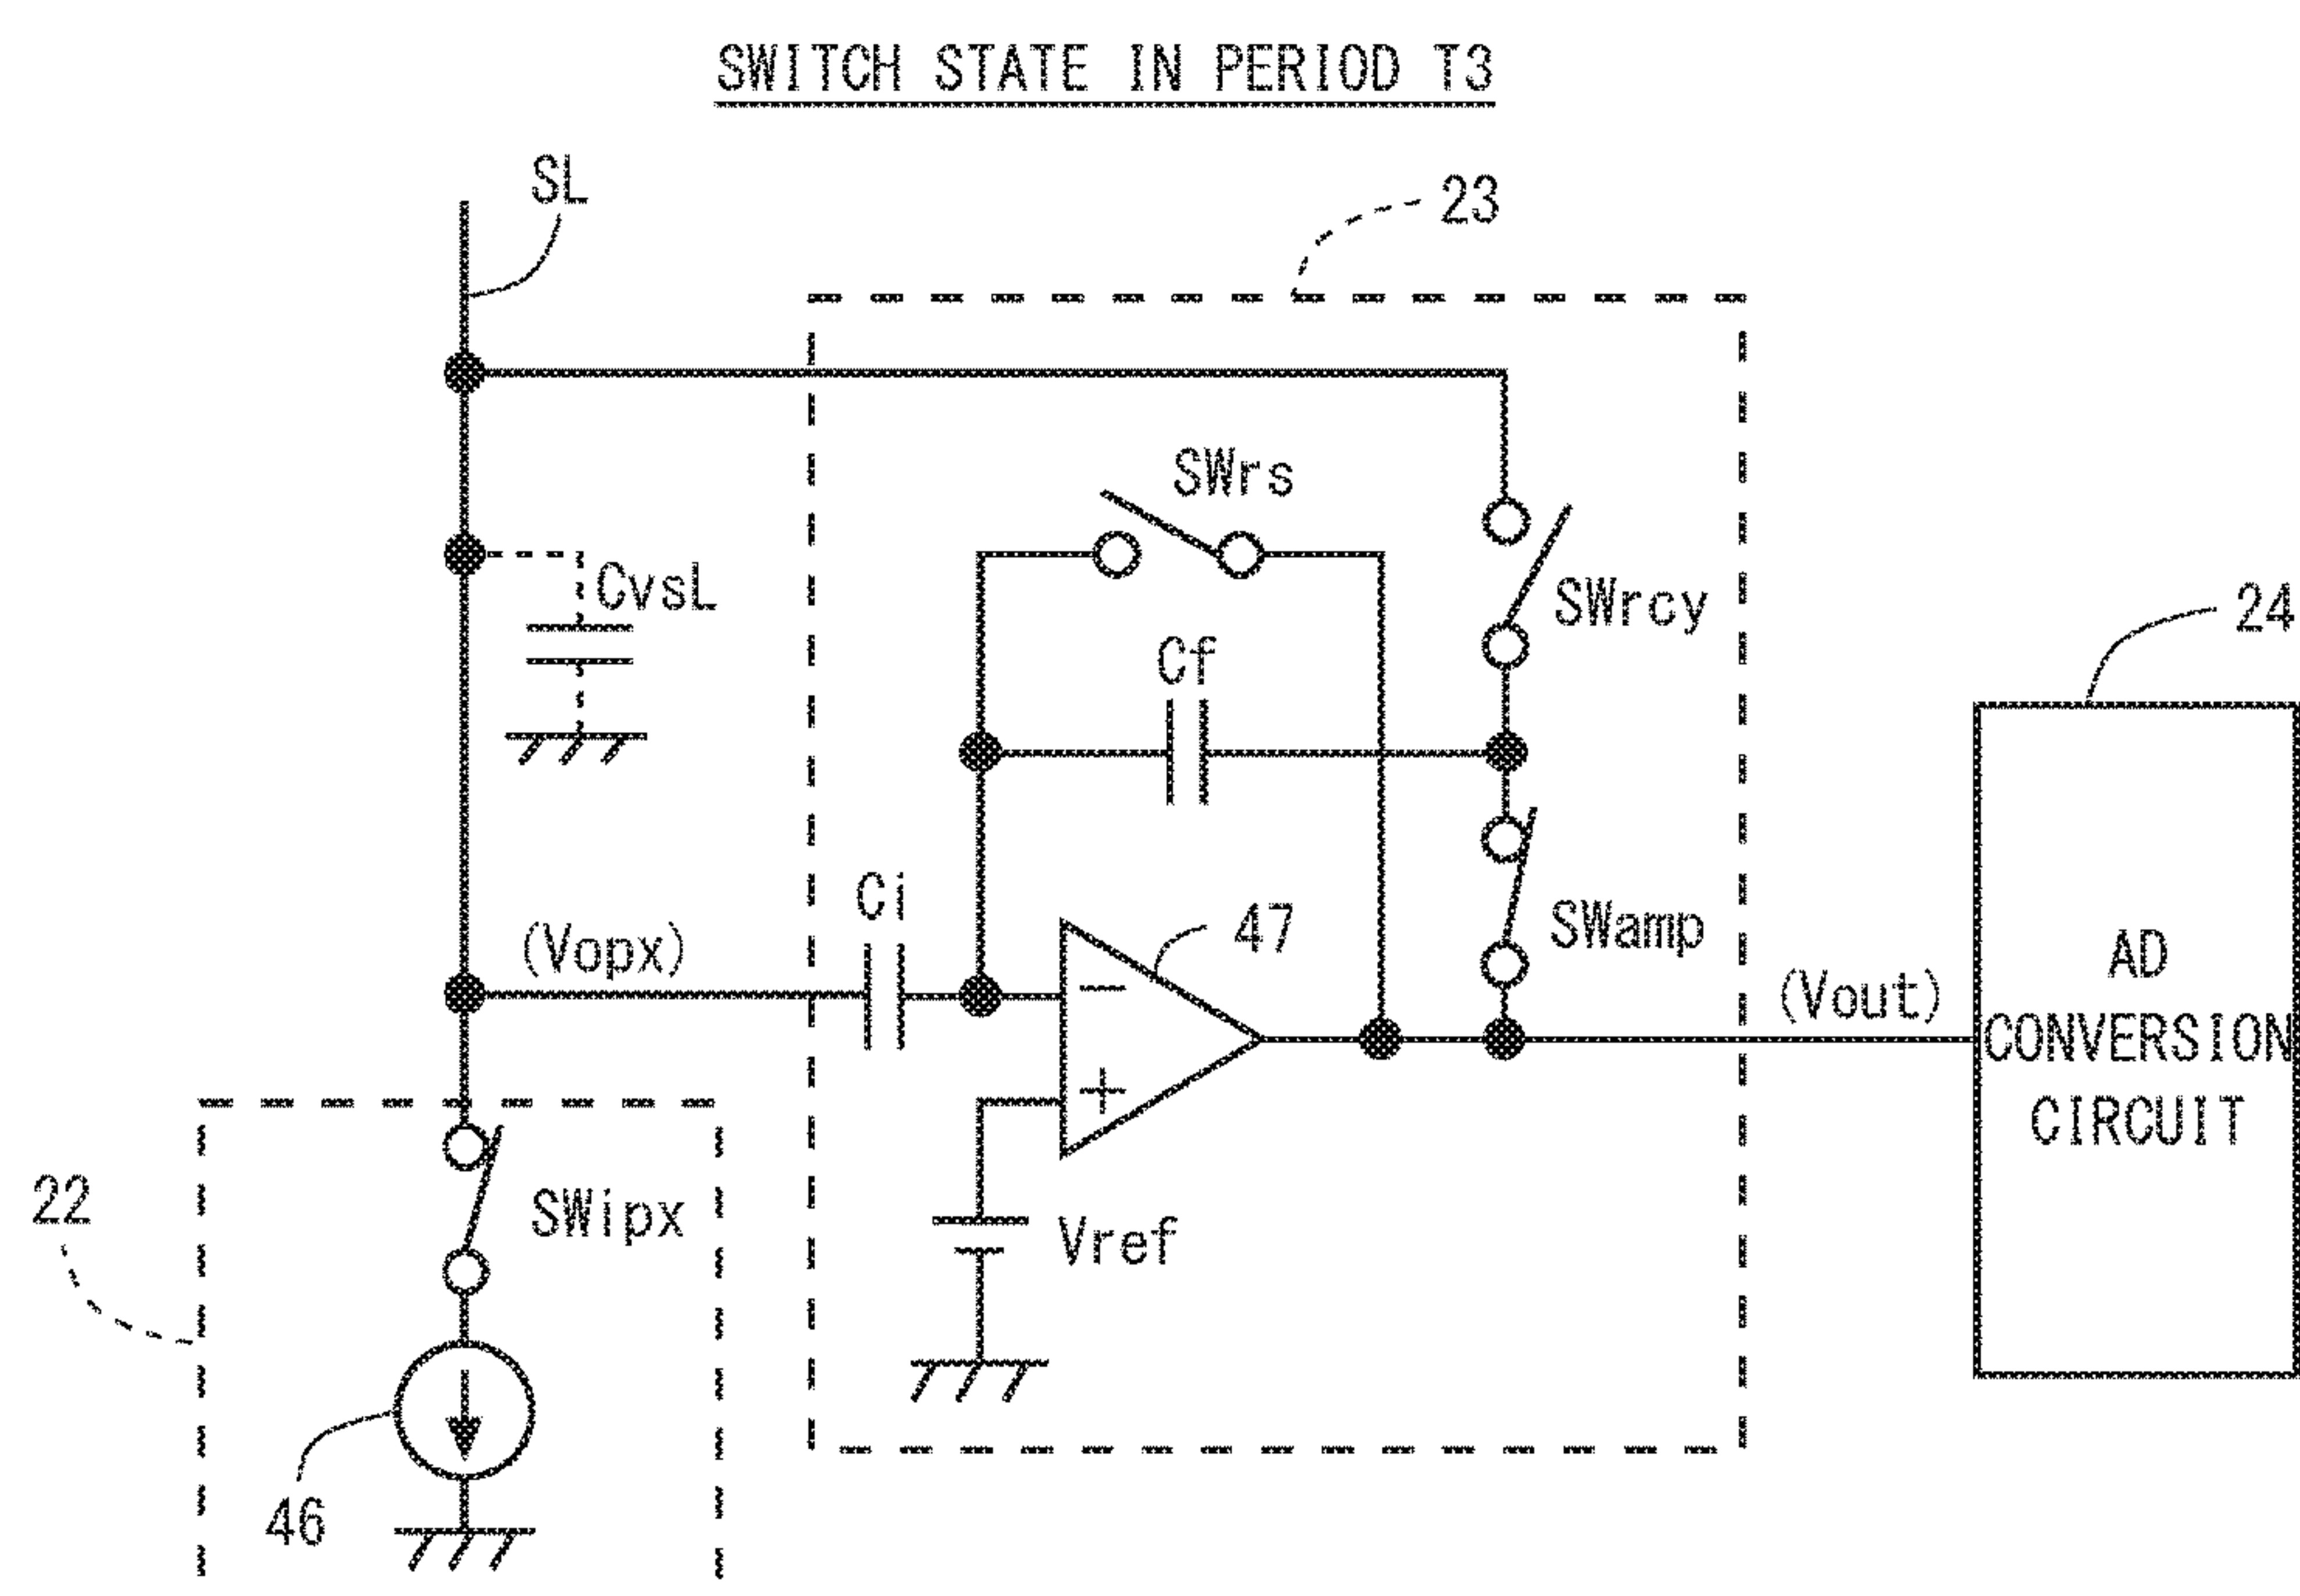 SWITCH STATE IN PERIOD T3
SL
23
SWrs
CvsL
SWrcy
24
Cf
Ci
47
SWamp
(Vopx)
(Vout)
AD
CONVERSION
CIRCUIT
−
+
22
SWipx
Vref
46